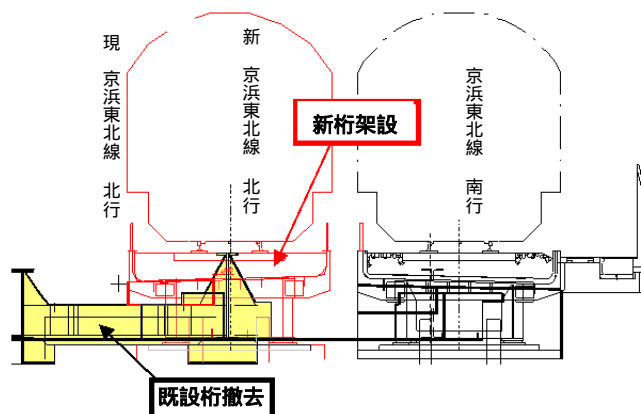 現 京浜東北線 北行
新 京浜東北線 北行
京浜東北線 南行
新桁架設
既設桁撤去